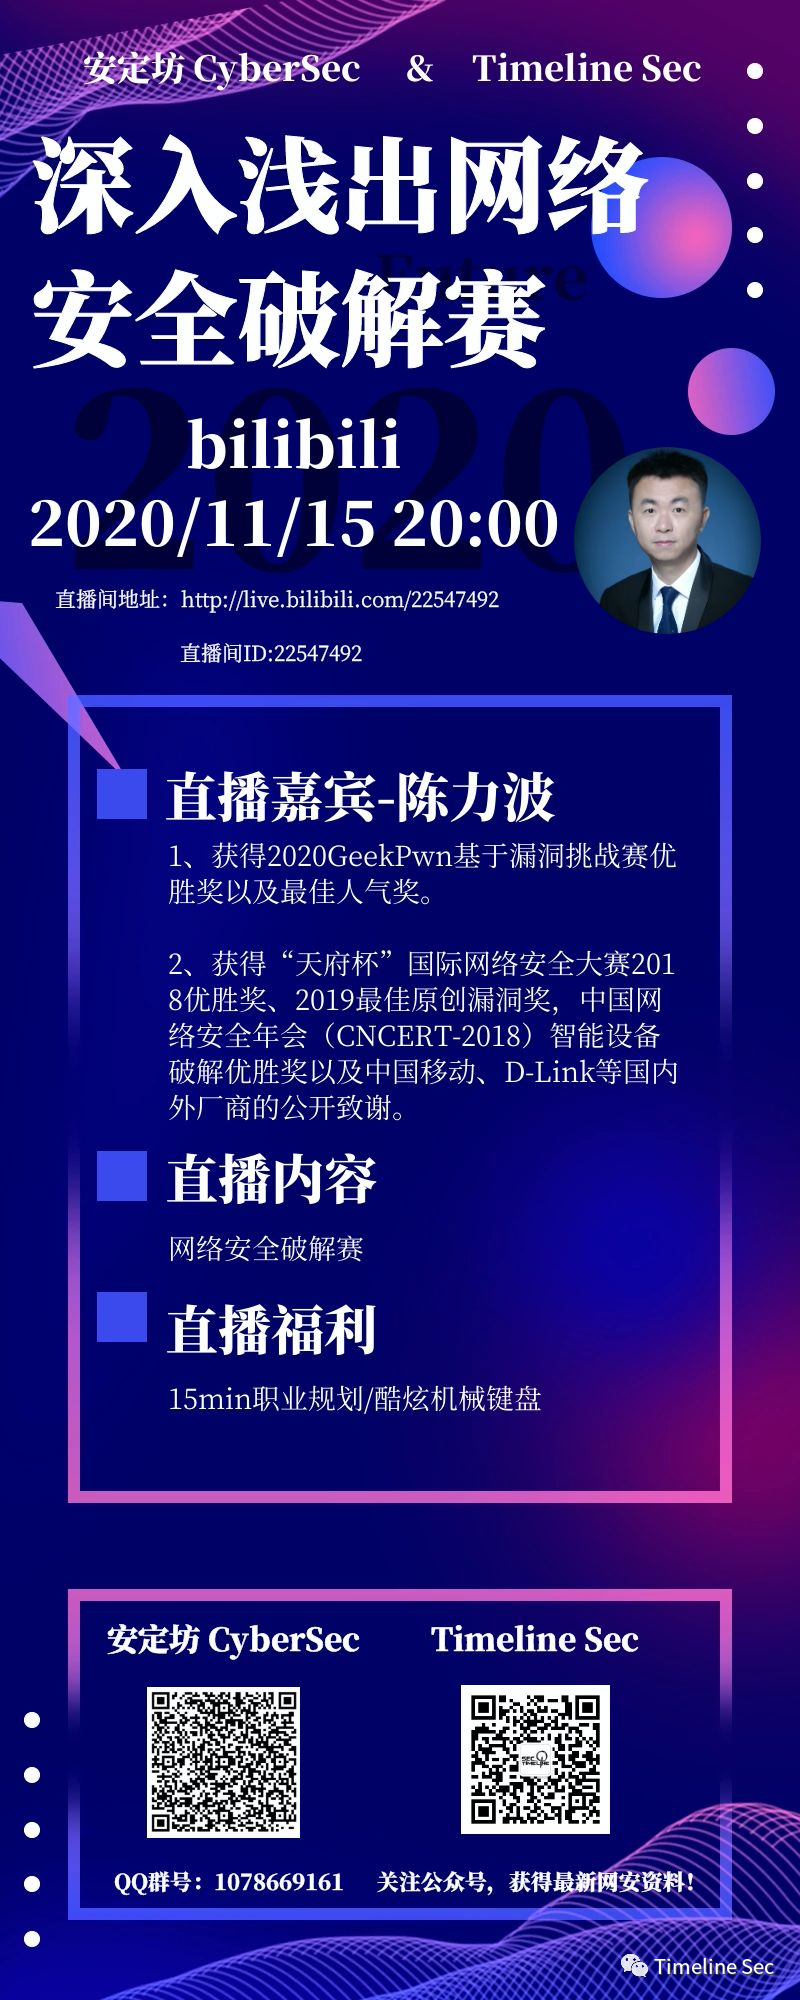 安定坊 CyberSec & Timeline Sec
深入浅出网络
安全破解赛
Future
2020
bilibili
2020/11/15 20:00
直播间地址：http://live.bilibili.com/22547492
直播间ID:22547492
直播嘉宾-陈力波
1、获得2020GeekPwn基于漏洞挑战赛优
胜奖以及最佳人气奖。
2、获得“天府杯”国际网络安全大赛201
8优胜奖、2019最佳原创漏洞奖，中国网
络安全年会（CNCERT-2018）智能设备
破解优胜奖以及中国移动、D-Link等国内
外厂商的公开致谢。
直播内容
网络安全破解赛
直播福利
15min职业规划/酷炫机械键盘
安定坊 CyberSec
Timeline Sec
SEC
TIMELINE
QQ群号：1078669161
关注公众号，获得最新网安资料！
Timeline Sec